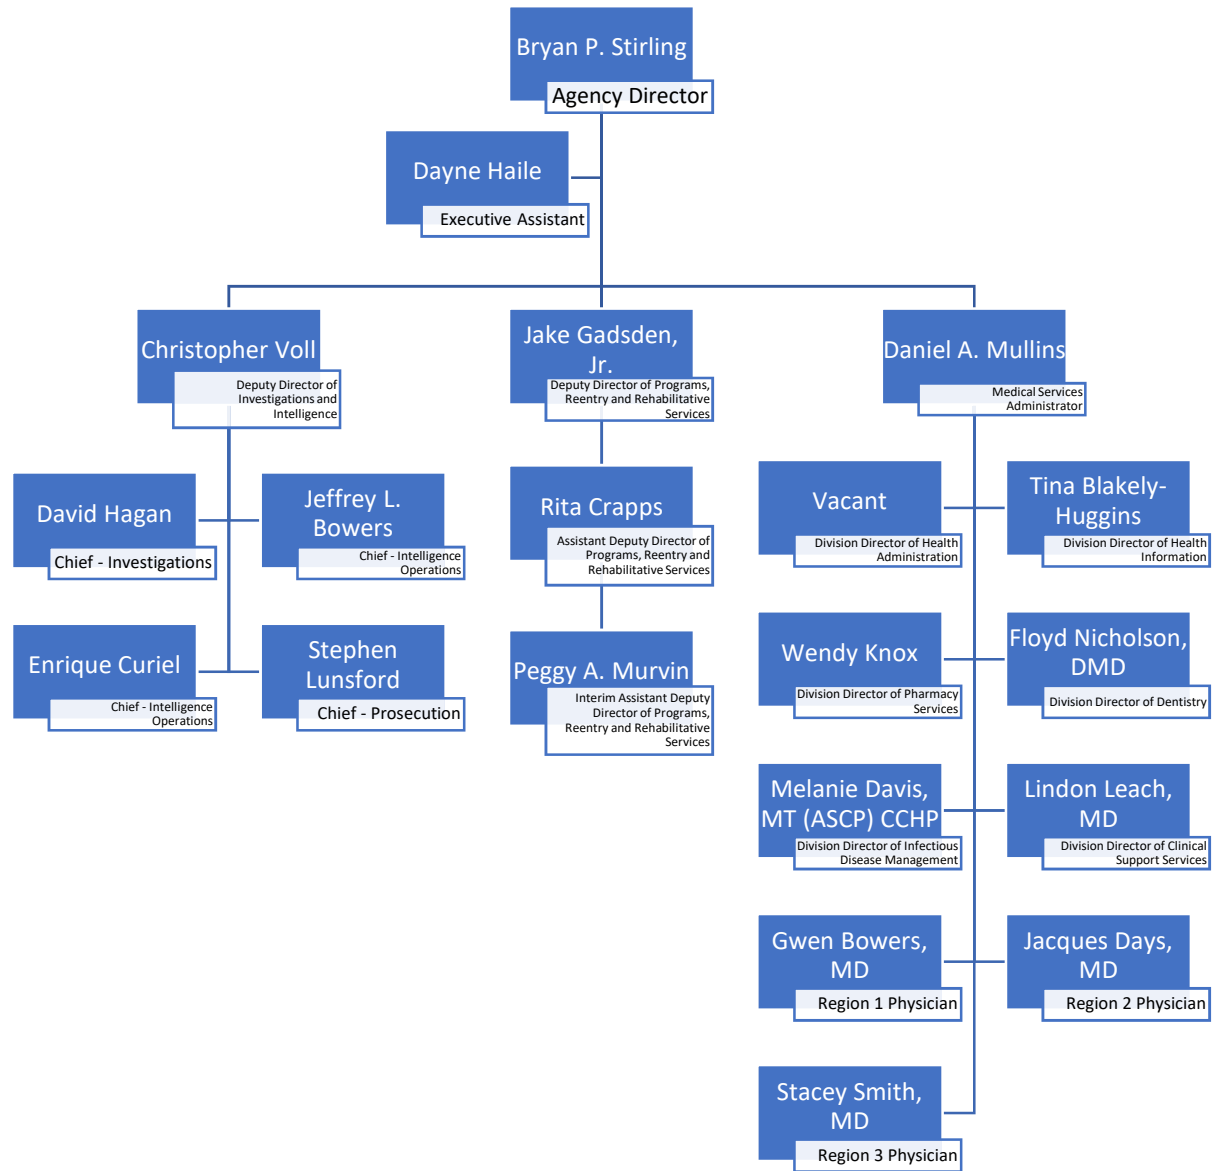 Bryan P. Stirling
Agency Director
Dayne Haile
Executive Assistant
Christopher Voll
Deputy Director of
Investigations and
Intelligence
Jake Gadsden,
Jr.
Deputy Director of Programs,
Reentry and Rehabilitative
Services
Daniel A. Mullins
Medical Services
Administrator
David Hagan
Chief - Investigations
Jeffrey L.
Bowers
Chief - Intelligence
Operations
Enrique Curiel
Chief - Intelligence
Operations
Stephen
Lunsford
Chief - Prosecution
Rita Crapps
Assistant Deputy Director of
Programs, Reentry and
Rehabilitative Services
Peggy A. Murvin
Interim Assistant Deputy
Director of Programs,
Reentry and Rehabilitative
Services
Vacant
Division Director of Health
Administration
Tina Blakely-
Huggins
Division Director of Health
Information
Wendy Knox
Division Director of Pharmacy
Services
Floyd Nicholson,
DMD
Division Director of Dentistry
Melanie Davis,
MT (ASCP) CCHP
Division Director of Infectious
Disease Management
Lindon Leach,
MD
Division Director of Clinical
Support Services
Gwen Bowers,
MD
Region 1 Physician
Jacques Days,
MD
Region 2 Physician
Stacey Smith,
MD
Region 3 Physician